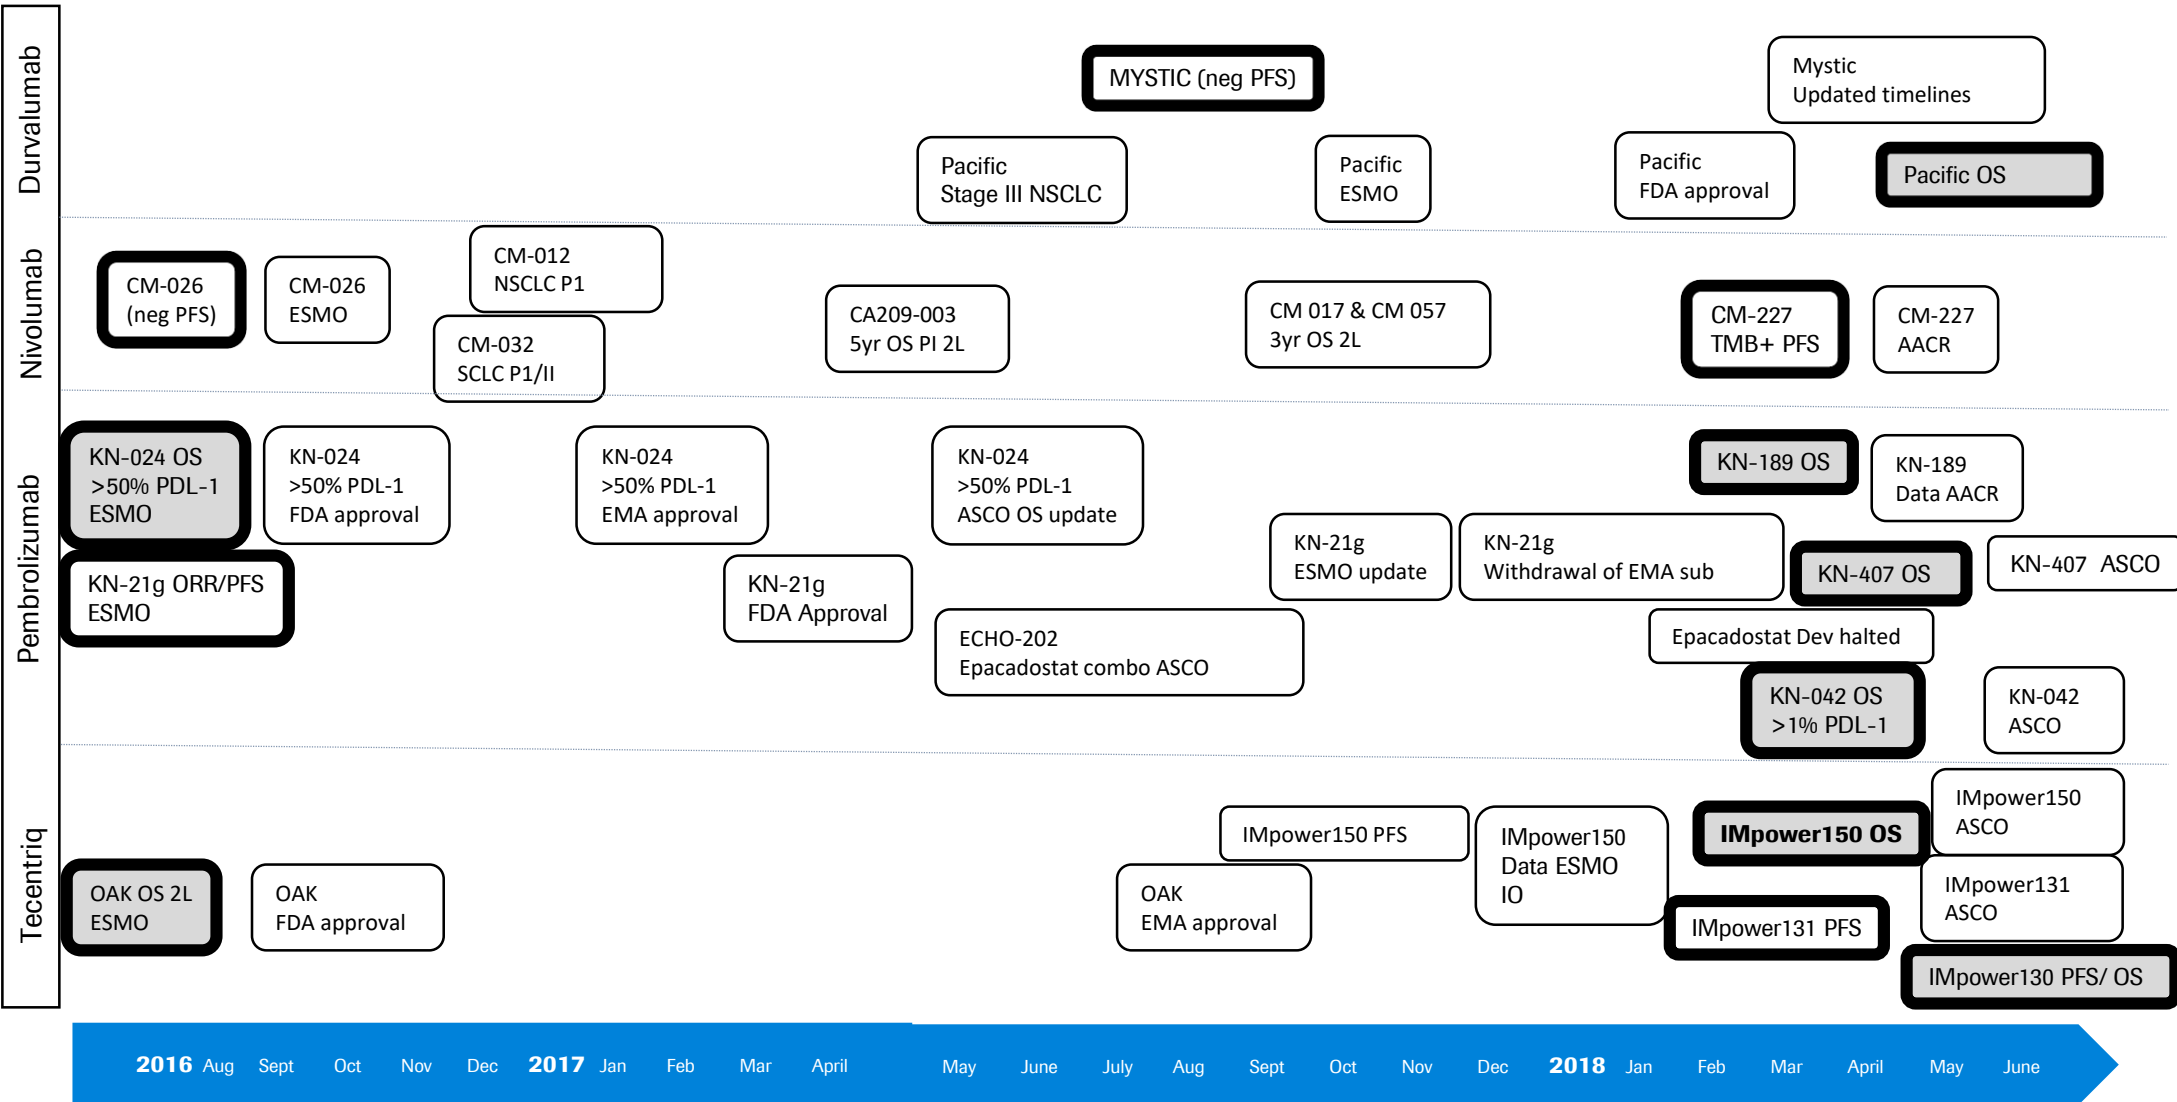 Durvalumab
MYSTIC (neg PFS)
Mystic
Updated timelines
Pacific
Stage III NSCLC
Pacific
ESMO
Pacific
FDA approval
Pacific OS
Nivolumab
CM-026
(neg PFS)
CM-026
ESMO
CM-012
NSCLC P1
CM-032
SCLC P1/II
CA209-003
5yr OS PI 2L
CM 017 & CM 057
3yr OS 2L
CM-227
TMB+ PFS
CM-227
AACR
Pembrolizumab
KN-024 OS
>50% PDL-1
ESMO
KN-024
>50% PDL-1
FDA approval
KN-024
>50% PDL-1
EMA approval
KN-024
>50% PDL-1
ASCO OS update
KN-189 OS
KN-189
Data AACR
KN-21g ORR/PFS
ESMO
KN-21g
FDA Approval
KN-21g
ESMO update
KN-21g
Withdrawal of EMA sub
KN-407 OS
KN-407 ASCO
ECHO-202
Epacadostat combo ASCO
Epacadostat Dev halted
KN-042 OS
>1% PDL-1
KN-042
ASCO
Tecentriq
OAK OS 2L
ESMO
OAK
FDA approval
OAK
EMA approval
IMpower150 PFS
IMpower150
Data ESMO
IO
IMpower150 OS
IMpower150
ASCO
IMpower131 PFS
IMpower131
ASCO
IMpower130 PFS/ OS
2016 Aug Sept Oct Nov Dec 2017 Jan Feb Mar April May June July Aug Sept Oct Nov Dec 2018 Jan Feb Mar April May June